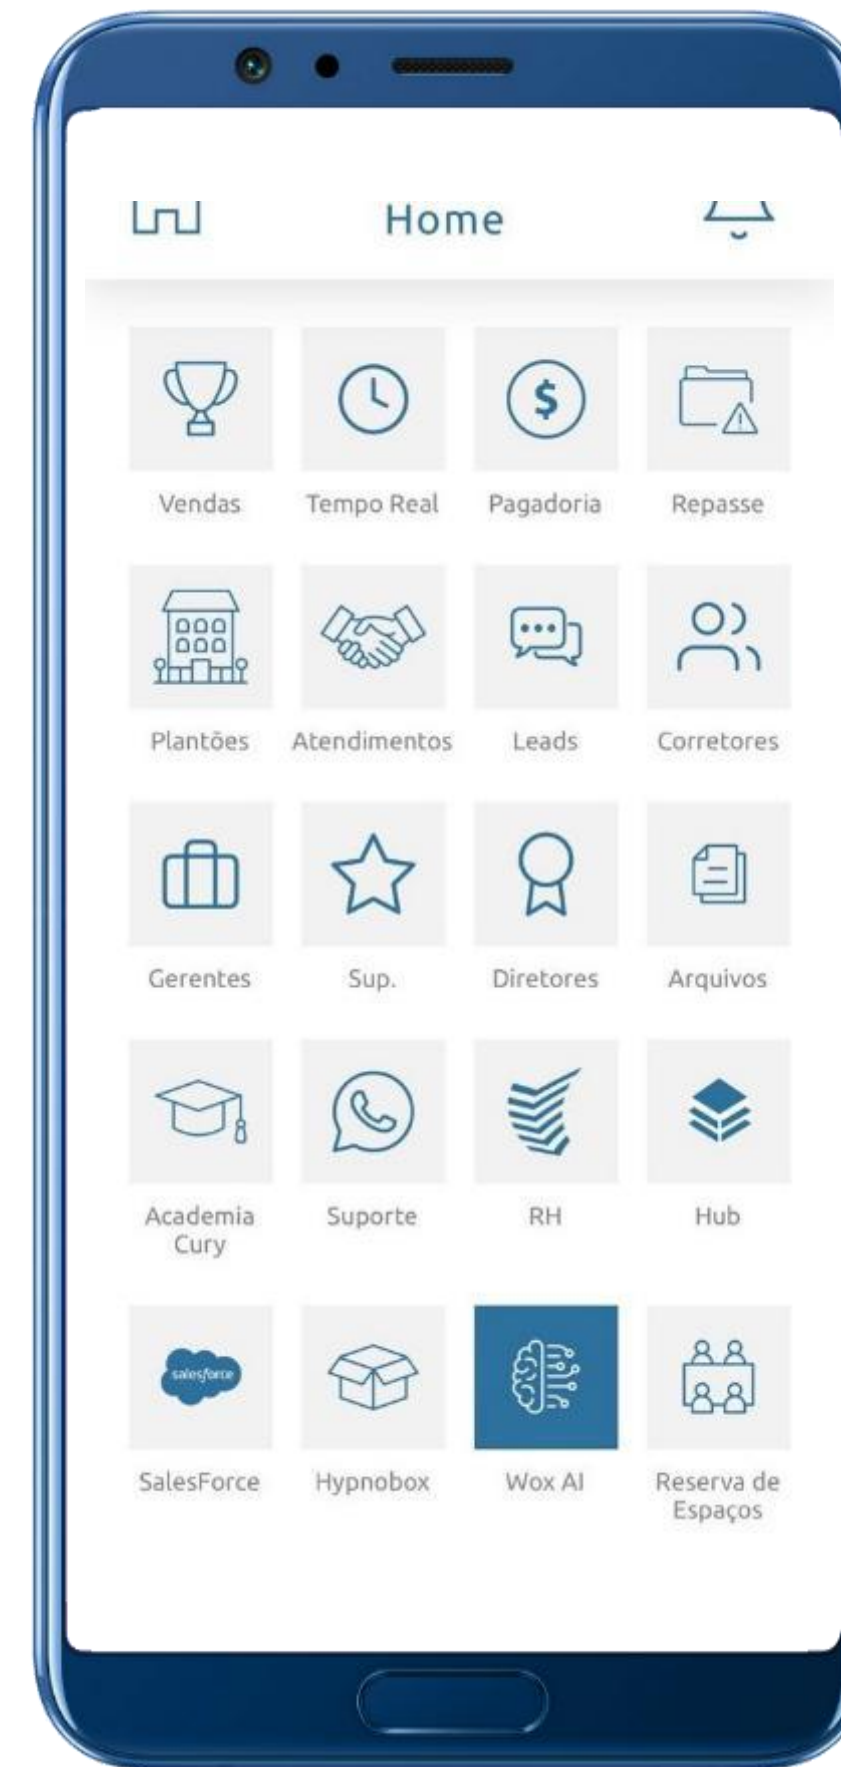 Home
Vendas
Tempo Real
Pagadoria
Repasse
Plantões
Atendimentos
Leads
Corretores
Gerentes
Sup.
Diretores
Arquivos
Academia
Cury
Suporte
RH
Hub
salesforce
SalesForce
Hypnobox
Wox AI
Reserva de
Espaços